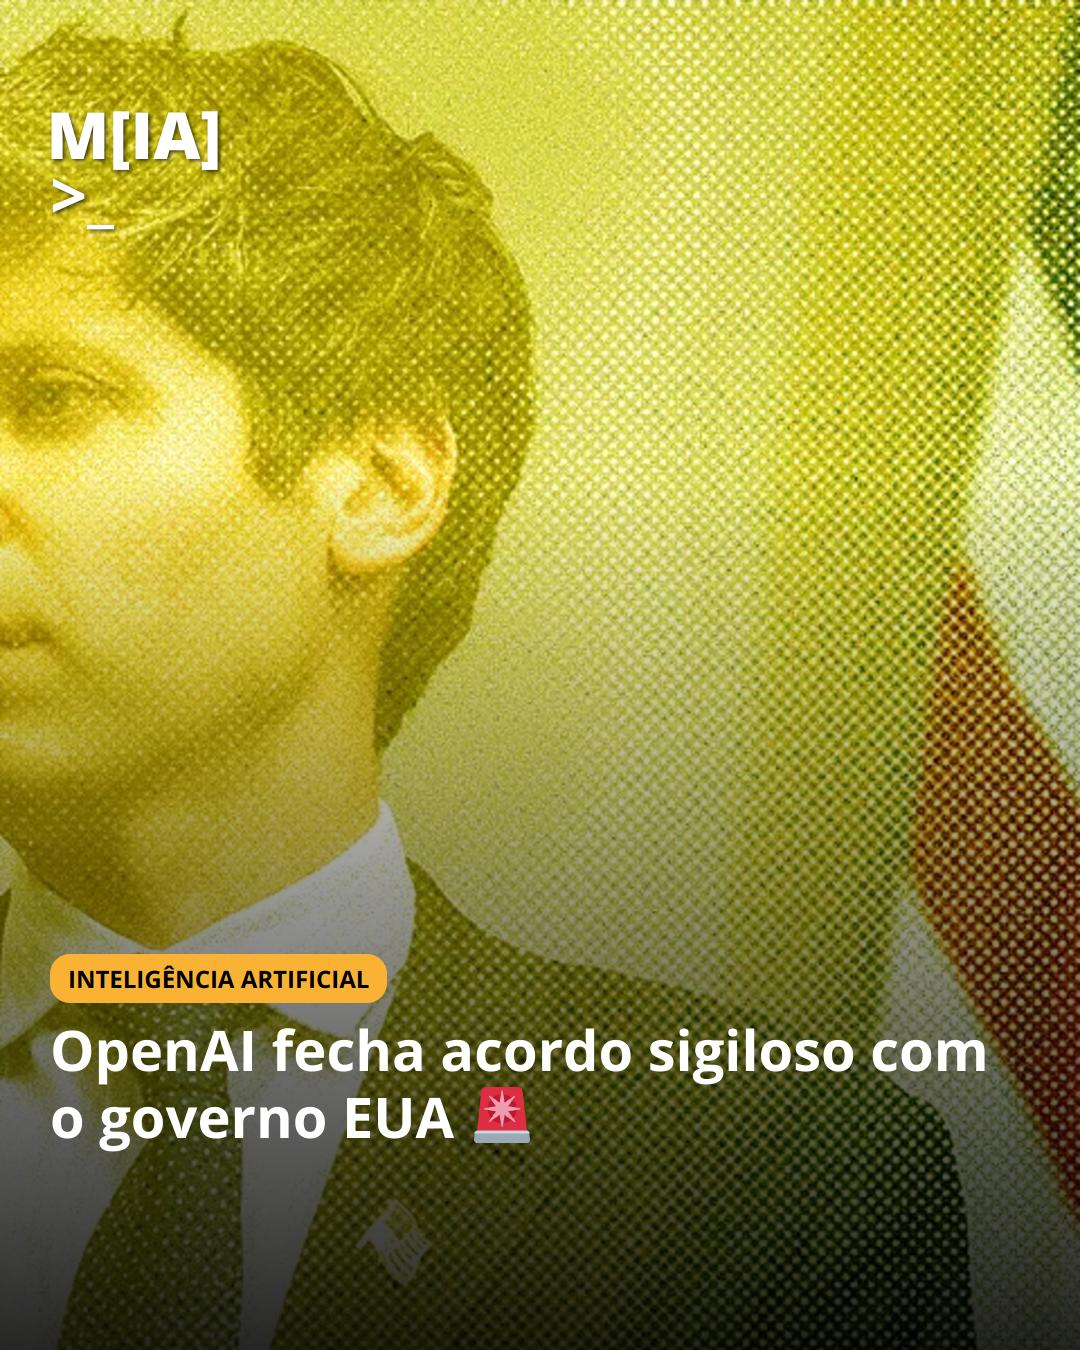 M[IA]
>_
INTELIGÊNCIA ARTIFICIAL
OpenAI fecha acordo sigiloso com
o governo EUA 🚨